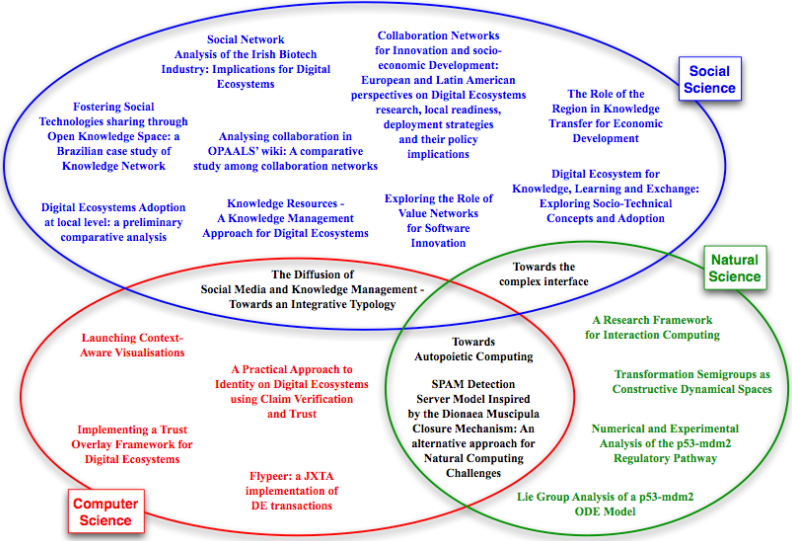 Social Network
Analysis of the Irish Biotech
Industry: Implications for Digital
Ecosystems
Collaboration Networks
for Innovation and socio-
economic Development:
European and Latin American
perspectives on Digital Ecosystems
research, local readiness,
deployment strategies
and their policy
implications
Social
Science
The Role of the
Region in Knowledge
Transfer for Economic
Development
Fostering Social
Technologies sharing through
Open Knowledge Space: a
Brazilian case study of
Knowledge Network
Analysing collaboration in
OPAALS' wiki: A comparative
study among collaboration networks
Digital Ecosystem for
Knowledge, Learning and Exchange:
Exploring Socio-Technical
Concepts and Adoption
Digital Ecosystems Adoption
at local level: a preliminary
comparative analysis
Knowledge Resources -
A Knowledge Management
Approach for Digital Ecosystems
Exploring the Role of
Value Networks
for Software
Innovation
Natural
Science
The Diffusion of
Social Media and Knowledge Management -
Towards an Integrative Typology
Towards the
complex interface
Launching Context-
Aware Visualisations
Towards
Autopoietic Computing
A Research Framework
for Interaction Computing
A Practical Approach to
Identity on Digital Ecosystems
using Claim Verification
and Trust
SPAM Detection
Server Model Inspired
by the Dionaea Muscipula
Closure Mechanism: An
alternative approach for
Natural Computing
Challenges
Transformation Semigroups as
Constructive Dynamical Spaces
Implementing a Trust
Overlay Framework for
Digital Ecosystems
Numerical and Experimental
Analysis of the p53-mdm2
Regulatory Pathway
Flypeer: a JXTA
implementation of
DE transactions
Lie Group Analysis of a p53-mdm2
ODE Model
Computer
Science